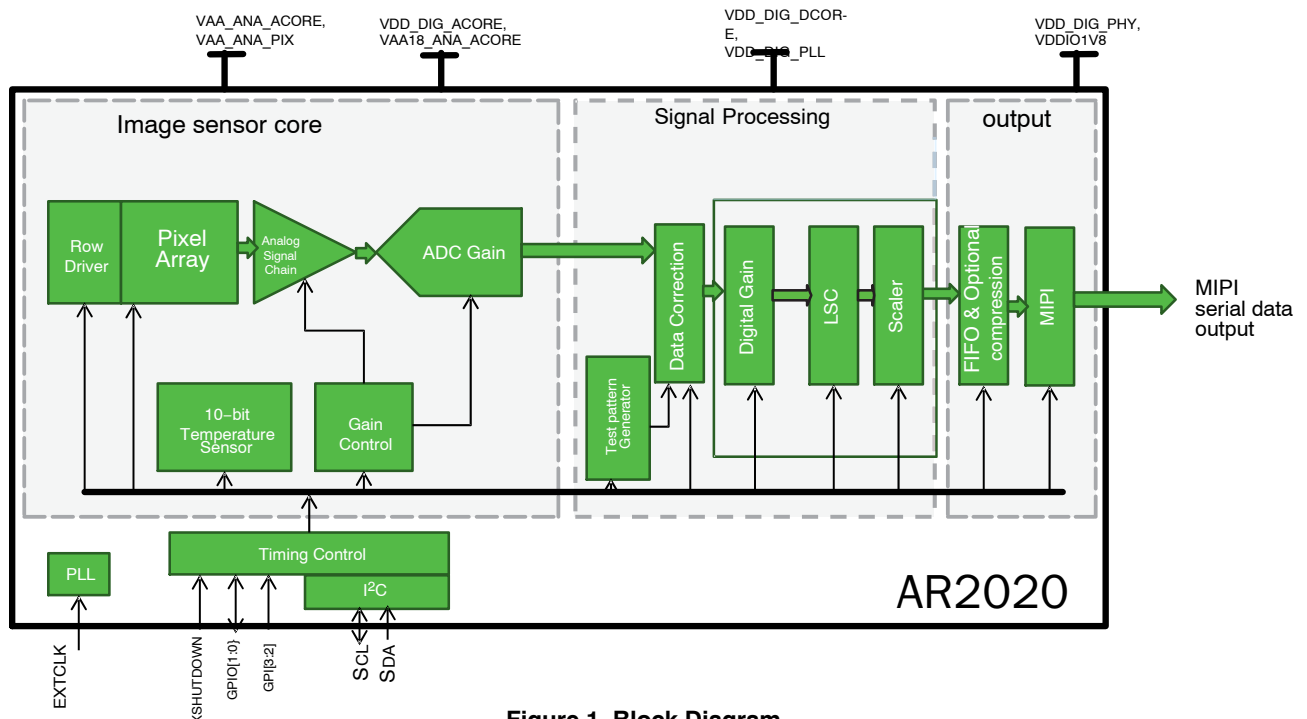 VAA_ANA_ACORE,
VAA_ANA_PIX
VDD_DIG_ACORE,
VAA18_ANA_ACORE
VDD_DIG_DCOR-
E,
VDD_DIG_PLL
VDD_DIG_PHY,
VDDIO1V8
Image sensor core
Signal Processing
output
Row
Driver
Pixel
Array
Analog
Signal
Chain
ADC Gain
Data Correction
Digital Gain
LSC
Scaler
FIFO & Optional
compression
MIPI
MIPI
serial data
output
10-bit
Temperature
Sensor
Gain
Control
Test pattern
Generator
Timing Control
PLL
I²C
AR2020
EXTCLK
XSHUTDOWN
GPIO[1:0}
GPI[3:2]
SCL
SDA
Figure 1. Block Diagram